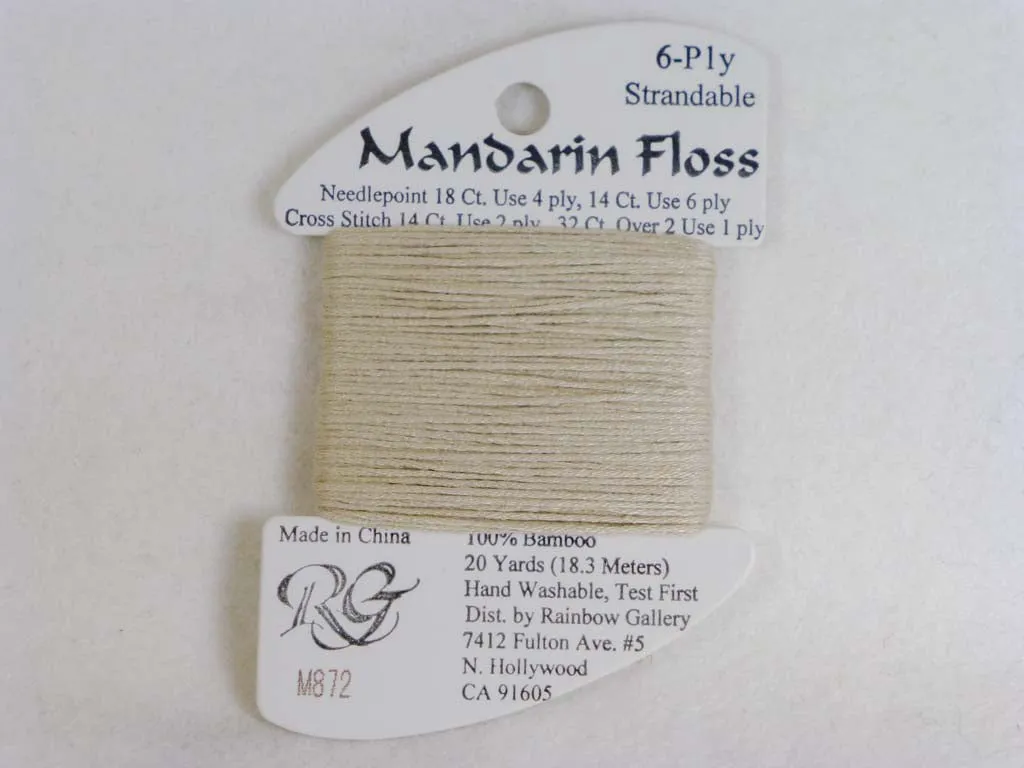 6-Ply
Strandable
Mandarin Floss
Needlepoint 18 Ct. Use 4 ply, 14 Ct. Use 6 ply
Cross Stitch 14 Ct. Use 2 ply, 32 Ct. Over 2 Use 1 ply
Made in China
100% Bamboo
20 Yards (18.3 Meters)
Hand Washable, Test First
Dist. by Rainbow Gallery
7412 Fulton Ave. #5
N. Hollywood
CA 91605
RG
M872